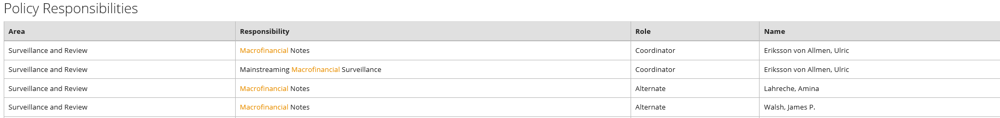 Policy Responsibilities
Area Responsibility Role Name
Surveillance and Review Macrofinancial Notes Coordinator Eriksson von Allmen, Ulric
Surveillance and Review Mainstreaming Macrofinancial Surveillance Coordinator Eriksson von Allmen, Ulric
Surveillance and Review Macrofinancial Notes Alternate Lahreche, Amina
Surveillance and Review Macrofinancial Notes Alternate Walsh, James P.